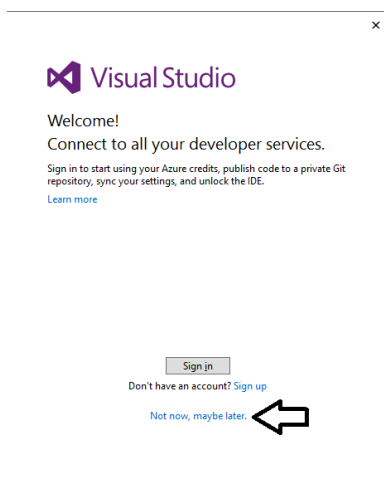 Visual Studio
Welcome!
Connect to all your developer services.
Sign in to start using your Azure credits, publish code to a private Git
repository, sync your settings, and unlock the IDE.
Learn more
Sign in
Don't have an account? Sign up
Not now, maybe later.